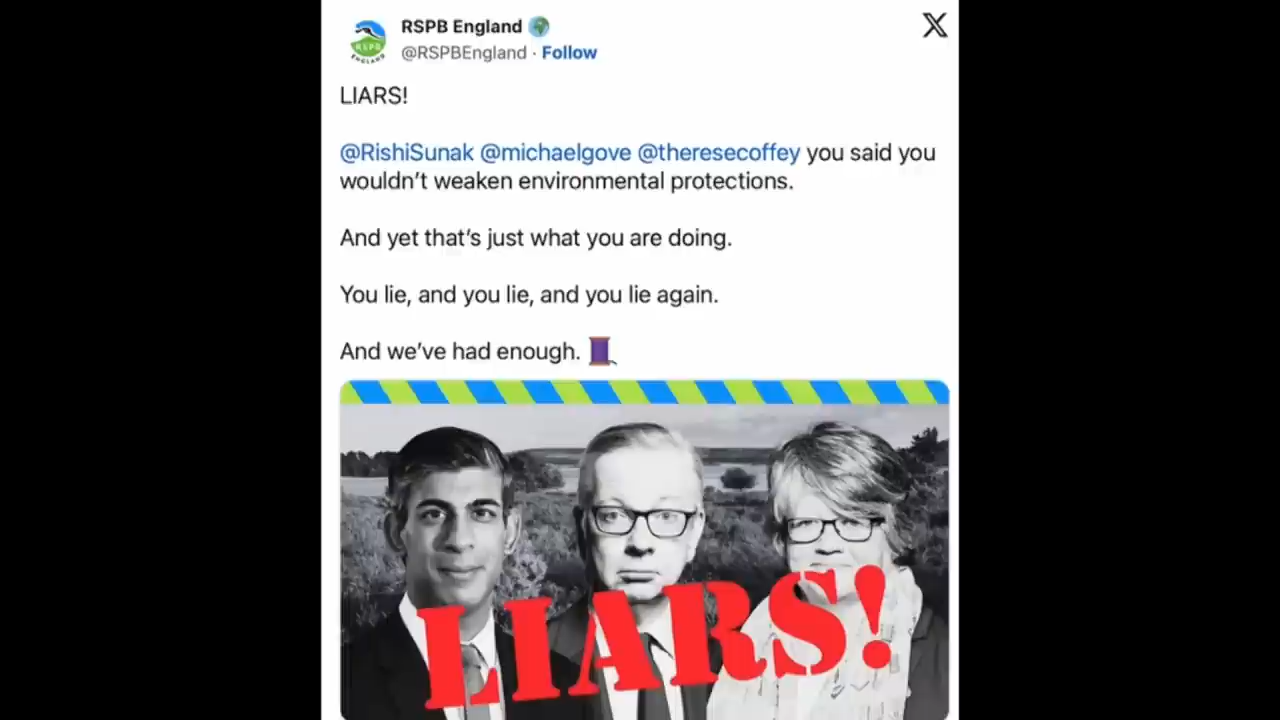 RSPB England
@RSPBEngland · Follow
RSPB
ENGLAND
LIARS!
@RishiSunak @michaelgove @theresecoffey you said you
wouldn't weaken environmental protections.
And yet that's just what you are doing.
You lie, and you lie, and you lie again.
And we've had enough.
LIARS!